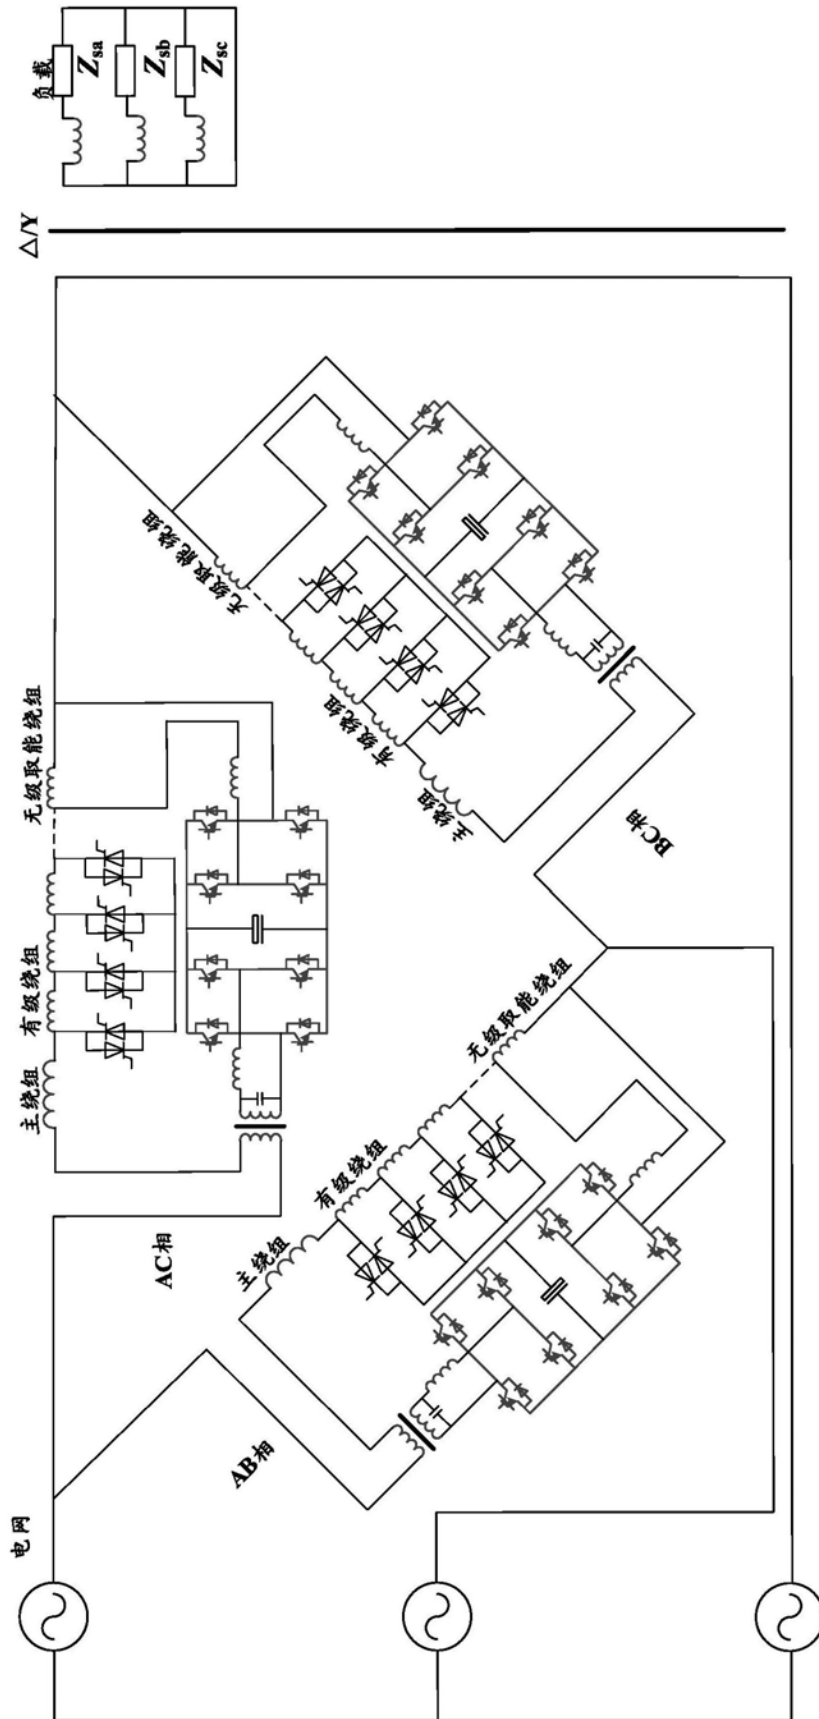 负载
Zsa
Zsb
Zsc
△/Y
无级取能绕组
有级绕组
主绕组
AC相
无级取能绕组
有级绕组
主绕组
BC相
主绕组
有级绕组
无级取能绕组
AB相
电网